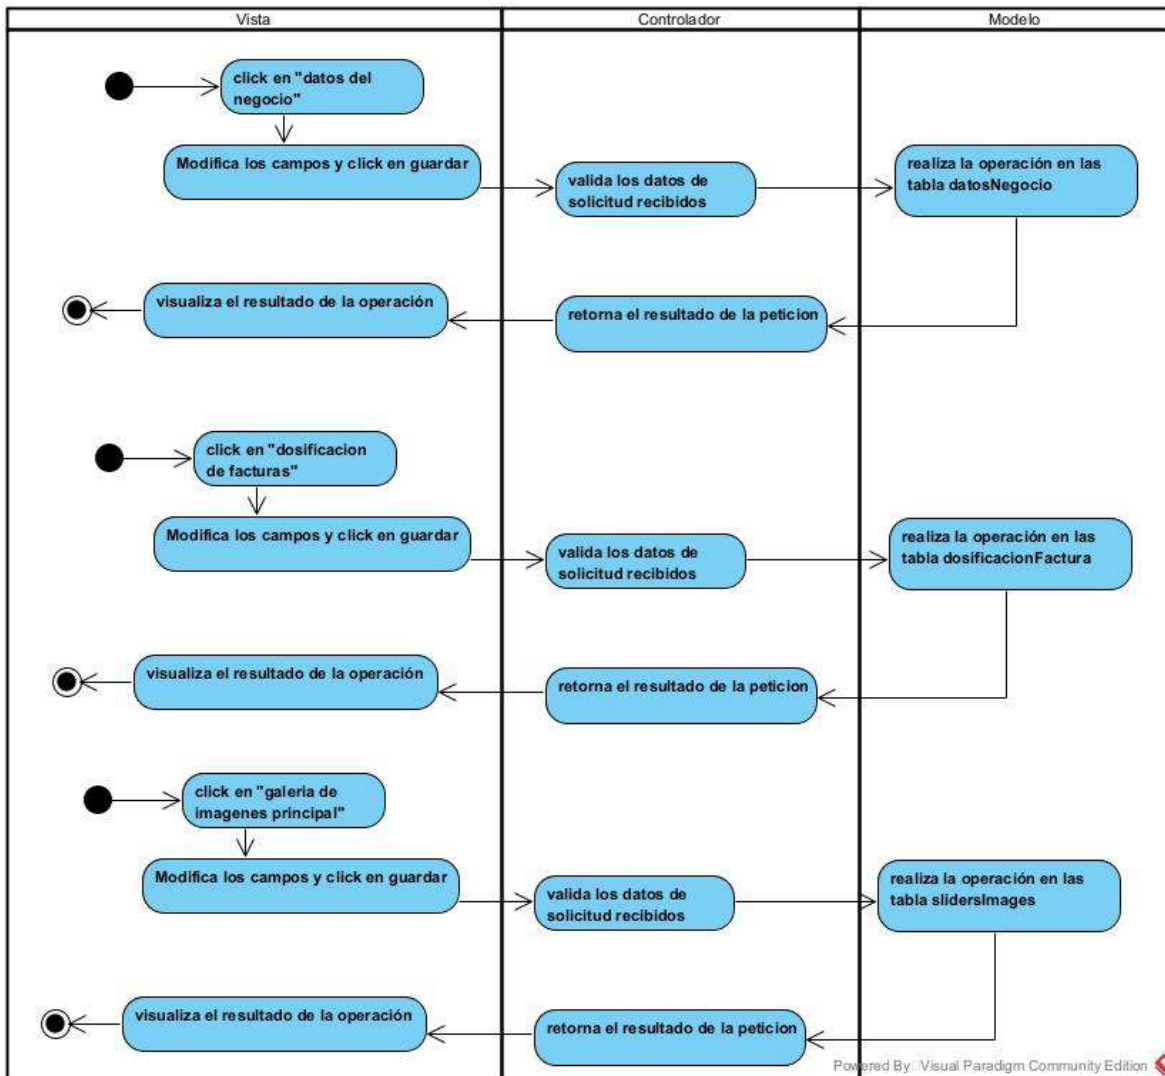 Vista
Controlador
Modelo
click en "datos del
negocio"
Modifica los campos y click en guardar
valida los datos de
solicitud recibidos
realiza la operación en las
tabla datosNegocio
visualiza el resultado de la operación
retorna el resultado de la peticion
click en "dosificacion
de facturas"
Modifica los campos y click en guardar
valida los datos de
solicitud recibidos
realiza la operación en las
tabla dosificacionFactura
visualiza el resultado de la operación
retorna el resultado de la peticion
click en "galeria de
imagenes principal"
Modifica los campos y click en guardar
valida los datos de
solicitud recibidos
realiza la operación en las
tabla slidersImages
visualiza el resultado de la operación
retorna el resultado de la peticion
Powered By Visual Paradigm Community Edition